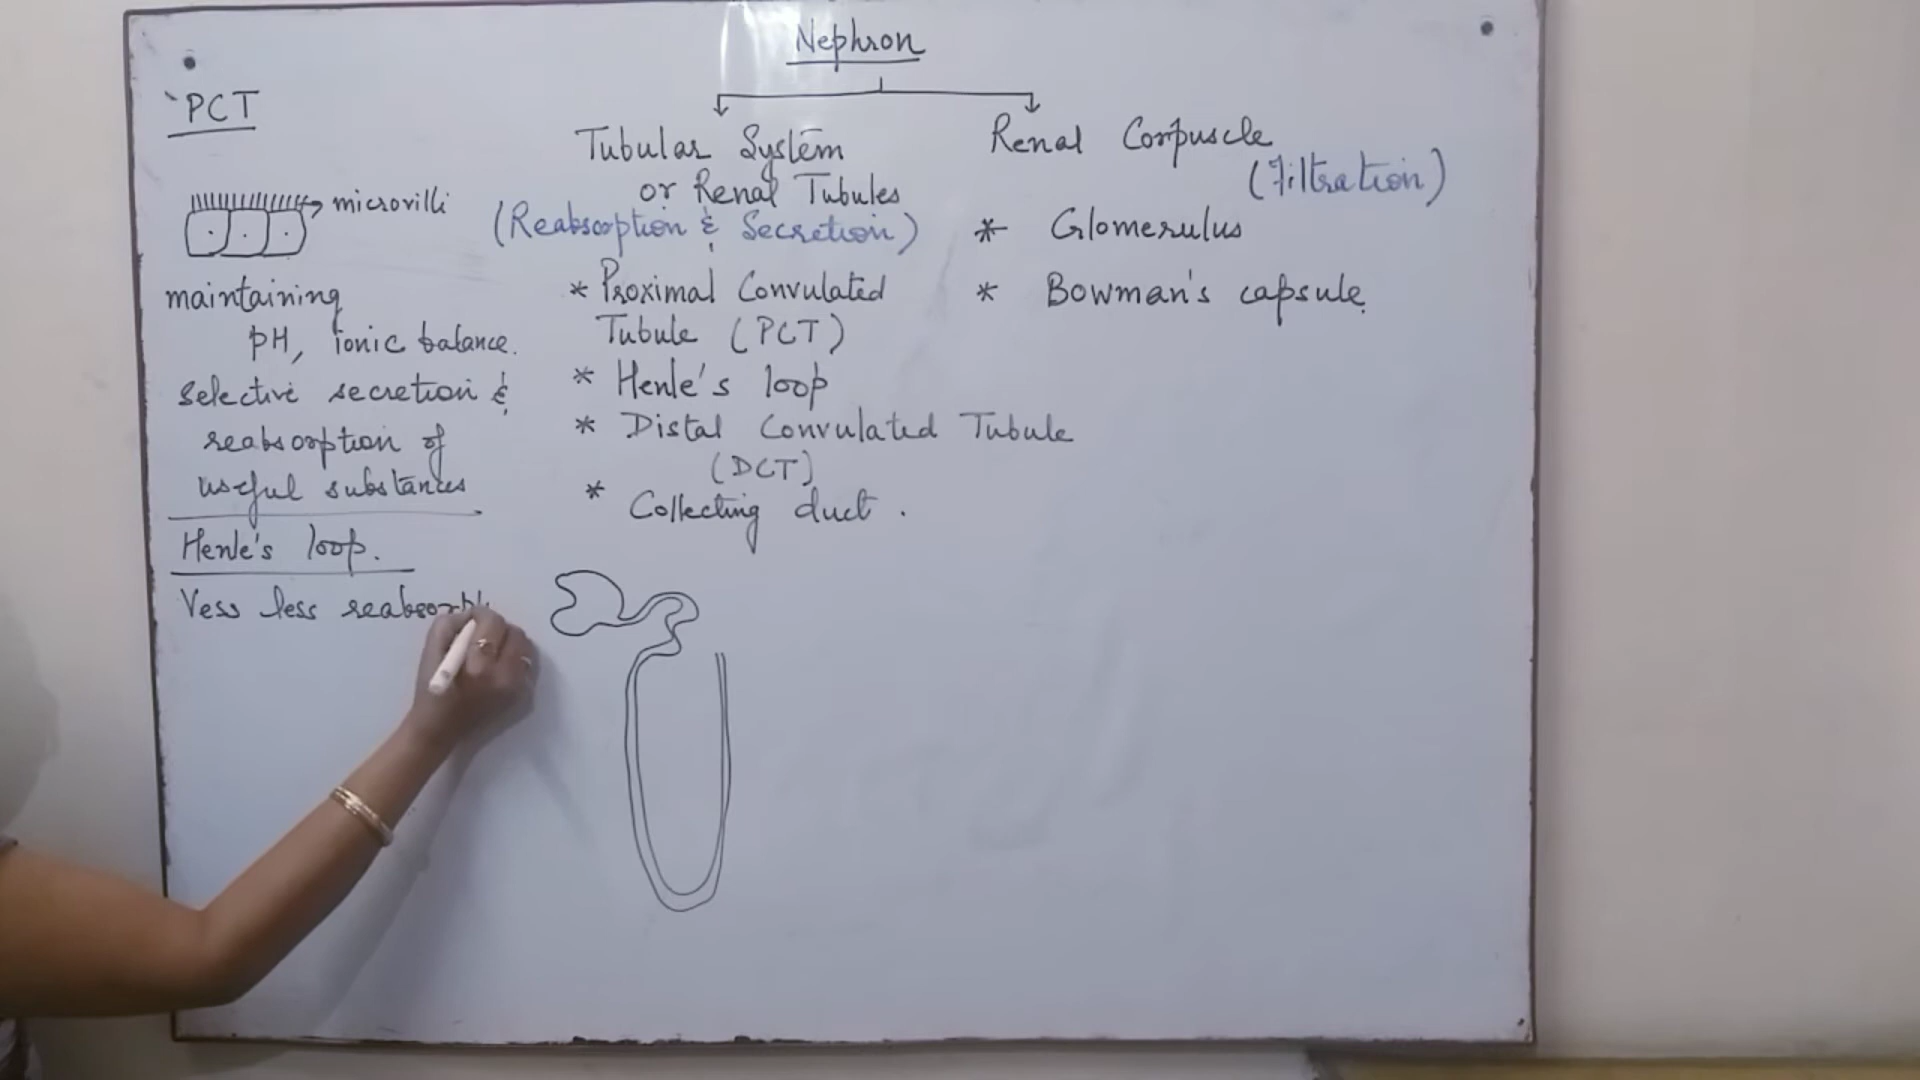 Nephron
PCT
microvilli
maintaining
pH, ionic balance.
selective secretion &
reabsorption of
useful substances
Henle's loop.
Very less reabsorpti
Tubular System
or Renal Tubules
(Reabsorption & Secretion)
* Proximal Convulated
Tubule (PCT)
* Henle's loop
* Distal Convulated Tubule
(DCT)
* Collecting duct.
Renal Corpuscle
(Filtration)
* Glomerulus
* Bowman's capsule.